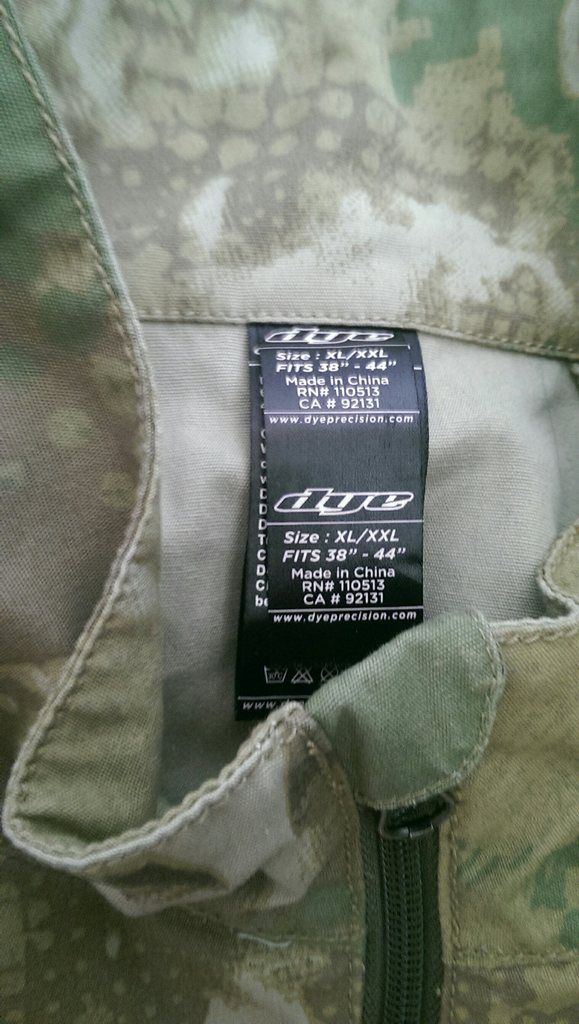 dye
Size : XL/XXL
FITS 38" - 44"
Made in China
RN# 110513
CA # 92131
www.dyeprecision.com
dye
Size : XL/XXL
FITS 38" - 44"
Made in China
RN# 110513
CA # 92131
www.dyeprecision.com
30°C